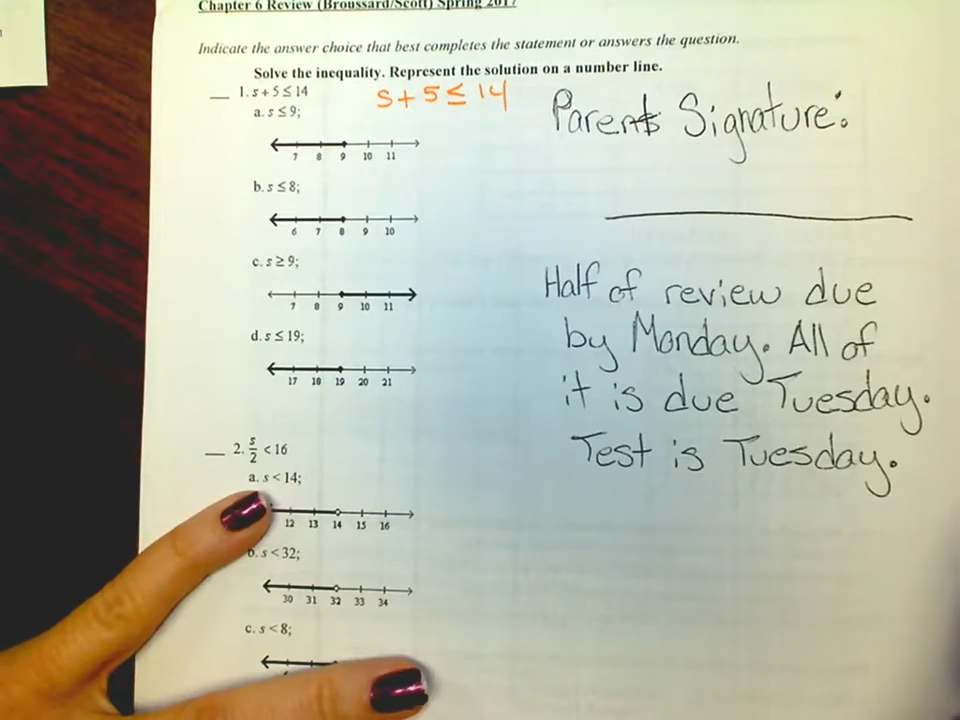 Chapter 6 Review (Broussard/Scott) Spring 2017
Indicate the answer choice that best completes the statement or answers the question.
Solve the inequality. Represent the solution on a number line.
1. s + 5 ≤ 14
s + 5 ≤ 14
a. s ≤ 9;
7 8 9 10 11
b. s ≤ 8;
6 7 8 9 10
c. s ≥ 9;
7 8 9 10 11
d. s ≤ 19;
17 18 19 20 21
2. s/2 < 16
a. s < 14;
12 13 14 15 16
b. s < 32;
30 31 32 33 34
c. s < 8;
Parent Signature:
Half of review due
by Monday. All of
it is due Tuesday.
Test is Tuesday.